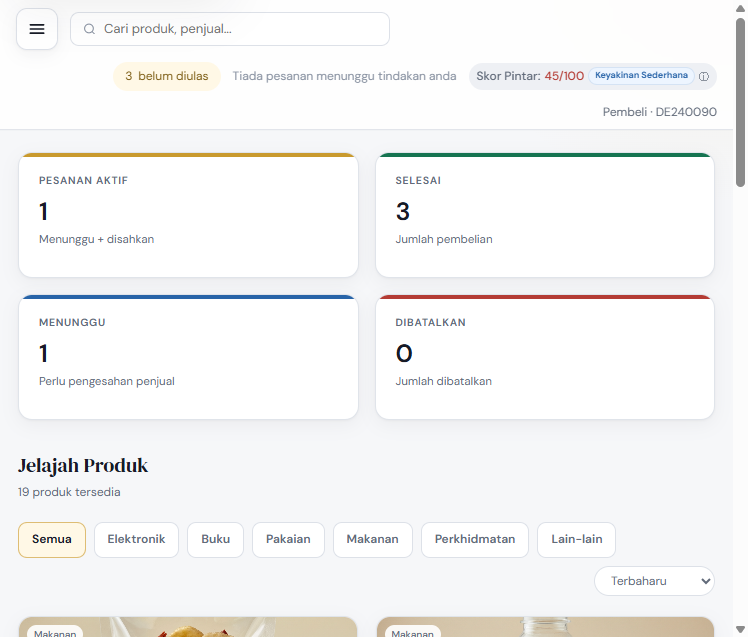 Cari produk, penjual...
3 belum diulas
Tiada pesanan menunggu tindakan anda
Skor Pintar: 45/100
Keyakinan Sederhana
Pembeli · DE240090
PESANAN AKTIF
1
Menunggu + disahkan
SELESAI
3
Jumlah pembelian
MENUNGGU
1
Perlu pengesahan penjual
DIBATALKAN
0
Jumlah dibatalkan
Jelajah Produk
19 produk tersedia
Semua
Elektronik
Buku
Pakaian
Makanan
Perkhidmatan
Lain-lain
Terbaharu
Makanan
Makanan